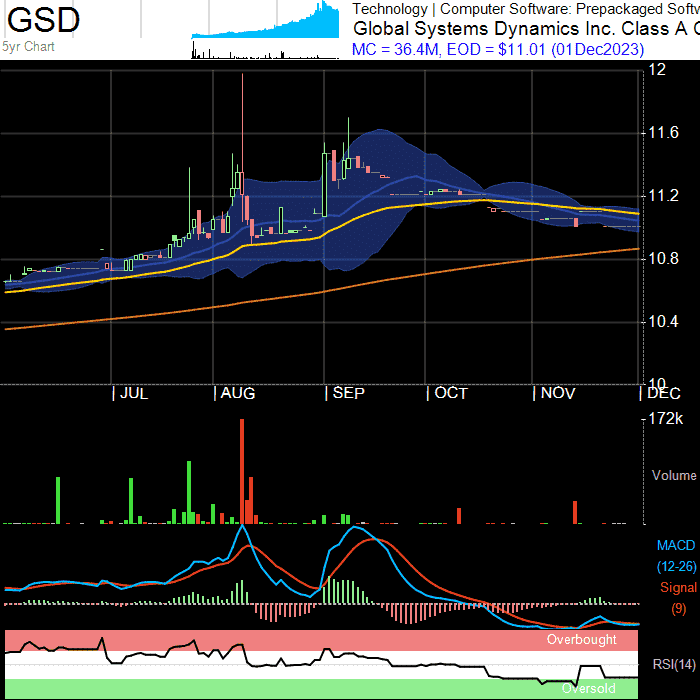 GSD
5yr Chart
Technology | Computer Software: Prepackaged Softw
Global Systems Dynamics Inc. Class A C
MC = 36.4M, EOD = $11.01 (01Dec2023)
12
11.6
11.2
10.8
10.4
10
JUL
AUG
SEP
OCT
NOV
DEC
172k
Volume
MACD
(12-26)
Signal
(9)
Overbought
RSI(14)
Oversold